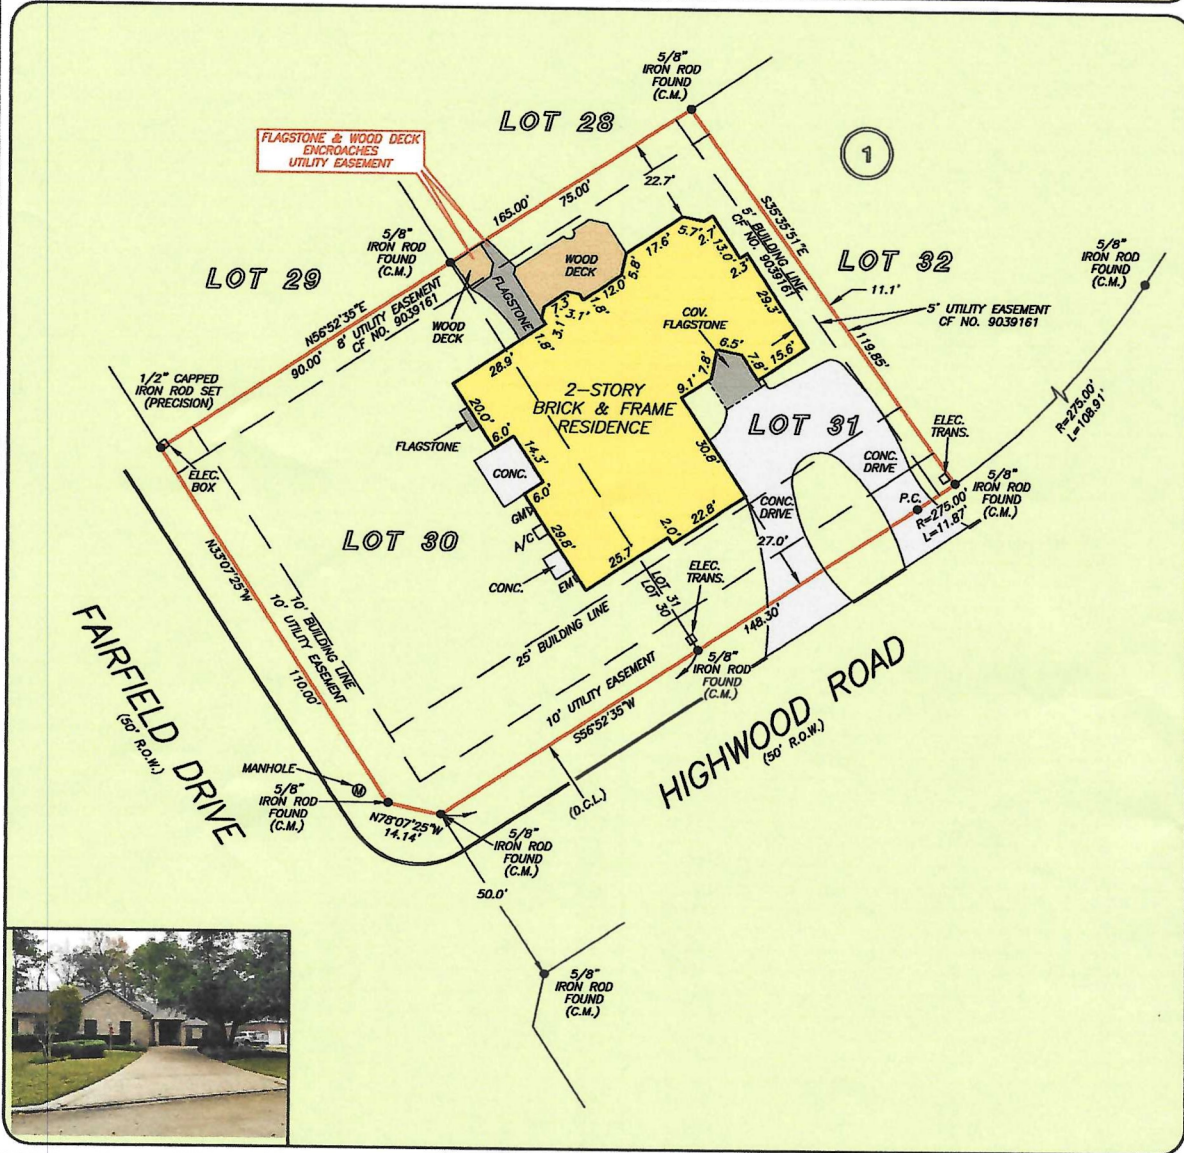 5/8"
IRON ROD
FOUND
(C.M.)
LOT 28
FLAGSTONE & WOOD DECK
ENCROACHES
UTILITY EASEMENT
1
22.7'
165.00'
75.00'
5/8"
IRON ROD
FOUND
(C.M.)
S35°35'51"E
5' BUILDING LINE
CF NO. 9039161
LOT 32
5/8"
IRON ROD
FOUND
(C.M.)
LOT 29
WOOD
DECK
17.6'
5.7'
2.1'
13.0'
2.3'
11.1'
5' UTILITY EASEMENT
CF NO. 9039161
N56°52'35"E
8' UTILITY EASEMENT
CF NO. 9039161
90.00'
WOOD
DECK
FLAGSTONE
7.3'
3.1'
3.1'
1.8'
12.0'
5.8'
1.8'
29.3'
COV.
FLAGSTONE
119.85'
28.9'
6.5'
7.8'
7.8'
15.6'
9.1'
1/2" CAPPED
IRON ROD SET
(PRECISION)
2-STORY
BRICK & FRAME
RESIDENCE
R=275.00'
L=108.91'
20.0'
6.0'
FLAGSTONE
LOT 31
ELEC.
TRANS.
14.3'
30.8'
CONC.
CONC.
DRIVE
ELEC.
BOX
5/8"
IRON ROD
FOUND
(C.M.)
P.C.
R=275.00'
L=11.87'
6.0'
GM
CONC.
DRIVE
LOT 30
A/C
29.8'
22.8'
2.0'
27.0'
25.7'
CONC.
EM
ELEC.
TRANS.
LOT 31
LOT 30
N33°07'25"W
10' BUILDING LINE
10' UTILITY EASEMENT
110.00'
25' BUILDING LINE
148.30'
FAIRFIELD DRIVE
(50' R.O.W.)
5/8"
IRON ROD
FOUND
(C.M.)
10' UTILITY EASEMENT
S56°52'35"W
HIGHWOOD ROAD
(50' R.O.W.)
MANHOLE
M
5/8"
IRON ROD
FOUND
(C.M.)
(D.C.L.)
N78°07'25"W
14.14'
5/8"
IRON ROD
FOUND
(C.M.)
50.0'
5/8"
IRON ROD
FOUND
(C.M.)